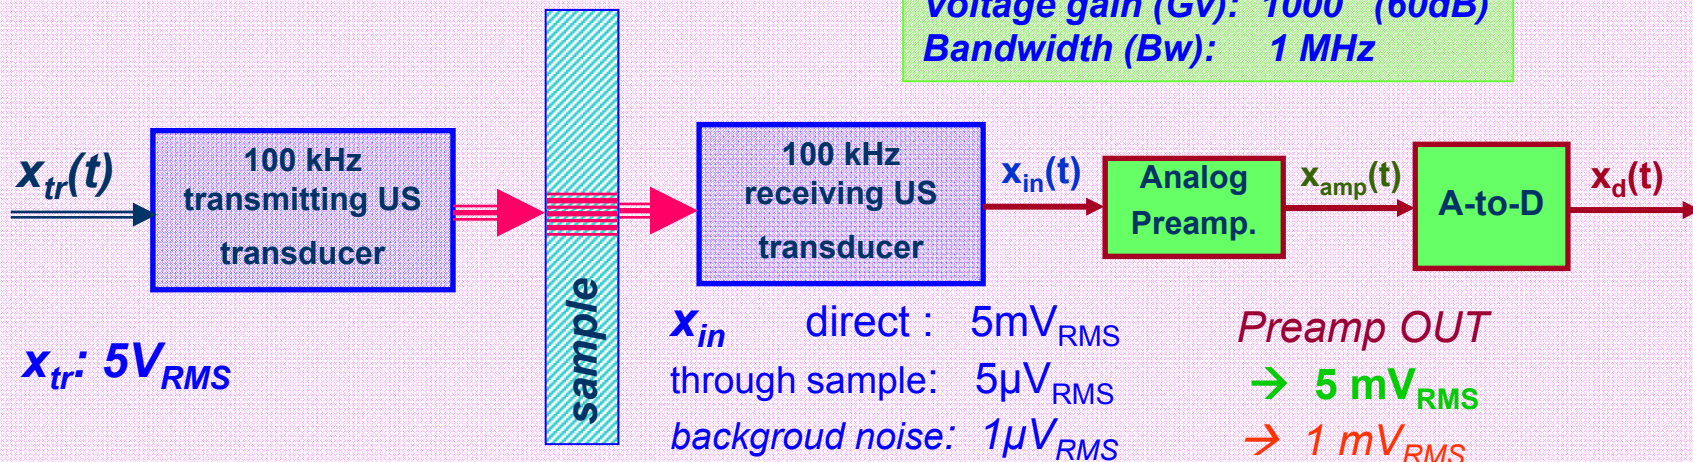 Voltage gain (Gv): 1000 (60dB)
Bandwidth (Bw): 1 MHz
xtr(t)
100 kHz
transmitting US
transducer
sample
100 kHz
receiving US
transducer
xin(t)
Analog
Preamp.
xamp(t)
A-to-D
xd(t)
xtr: 5VRMS
xin direct : 5mVRMS
through sample: 5µVRMS
backgroud noise: 1µVRMS
Preamp OUT
→ 5 mVRMS
→ 1 mVRMS